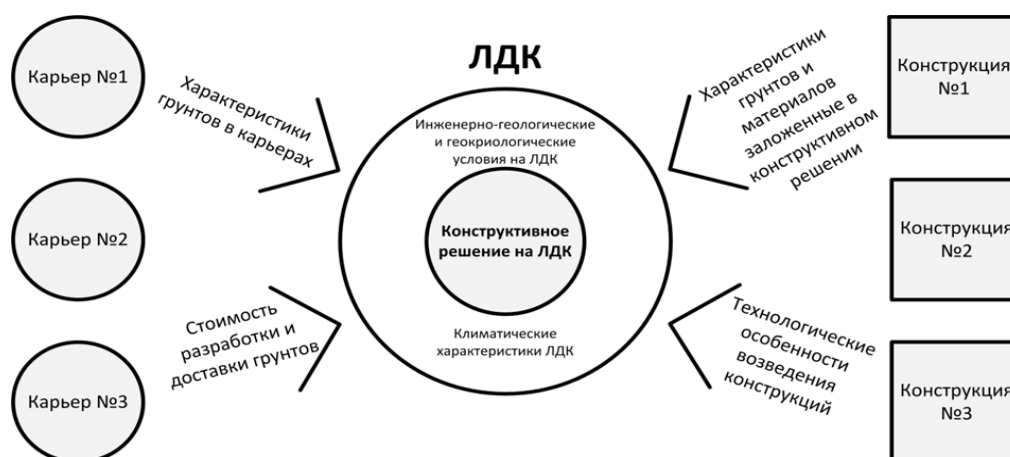 ЛДК
Карьер №1
Карьер №2
Карьер №3
Характеристики
грунтов в карьерах
Стоимость
разработки и
доставки грунтов
Инженерно-геологические
и геокриологические
условия на ЛДК
Конструктивное
решение на ЛДК
Климатические
характеристики ЛДК
Характеристики
грунтов и
материалов
заложенные в
конструктивном
решении
Технологические
особенности
возведения
конструкций
Конструкция
№1
Конструкция
№2
Конструкция
№3